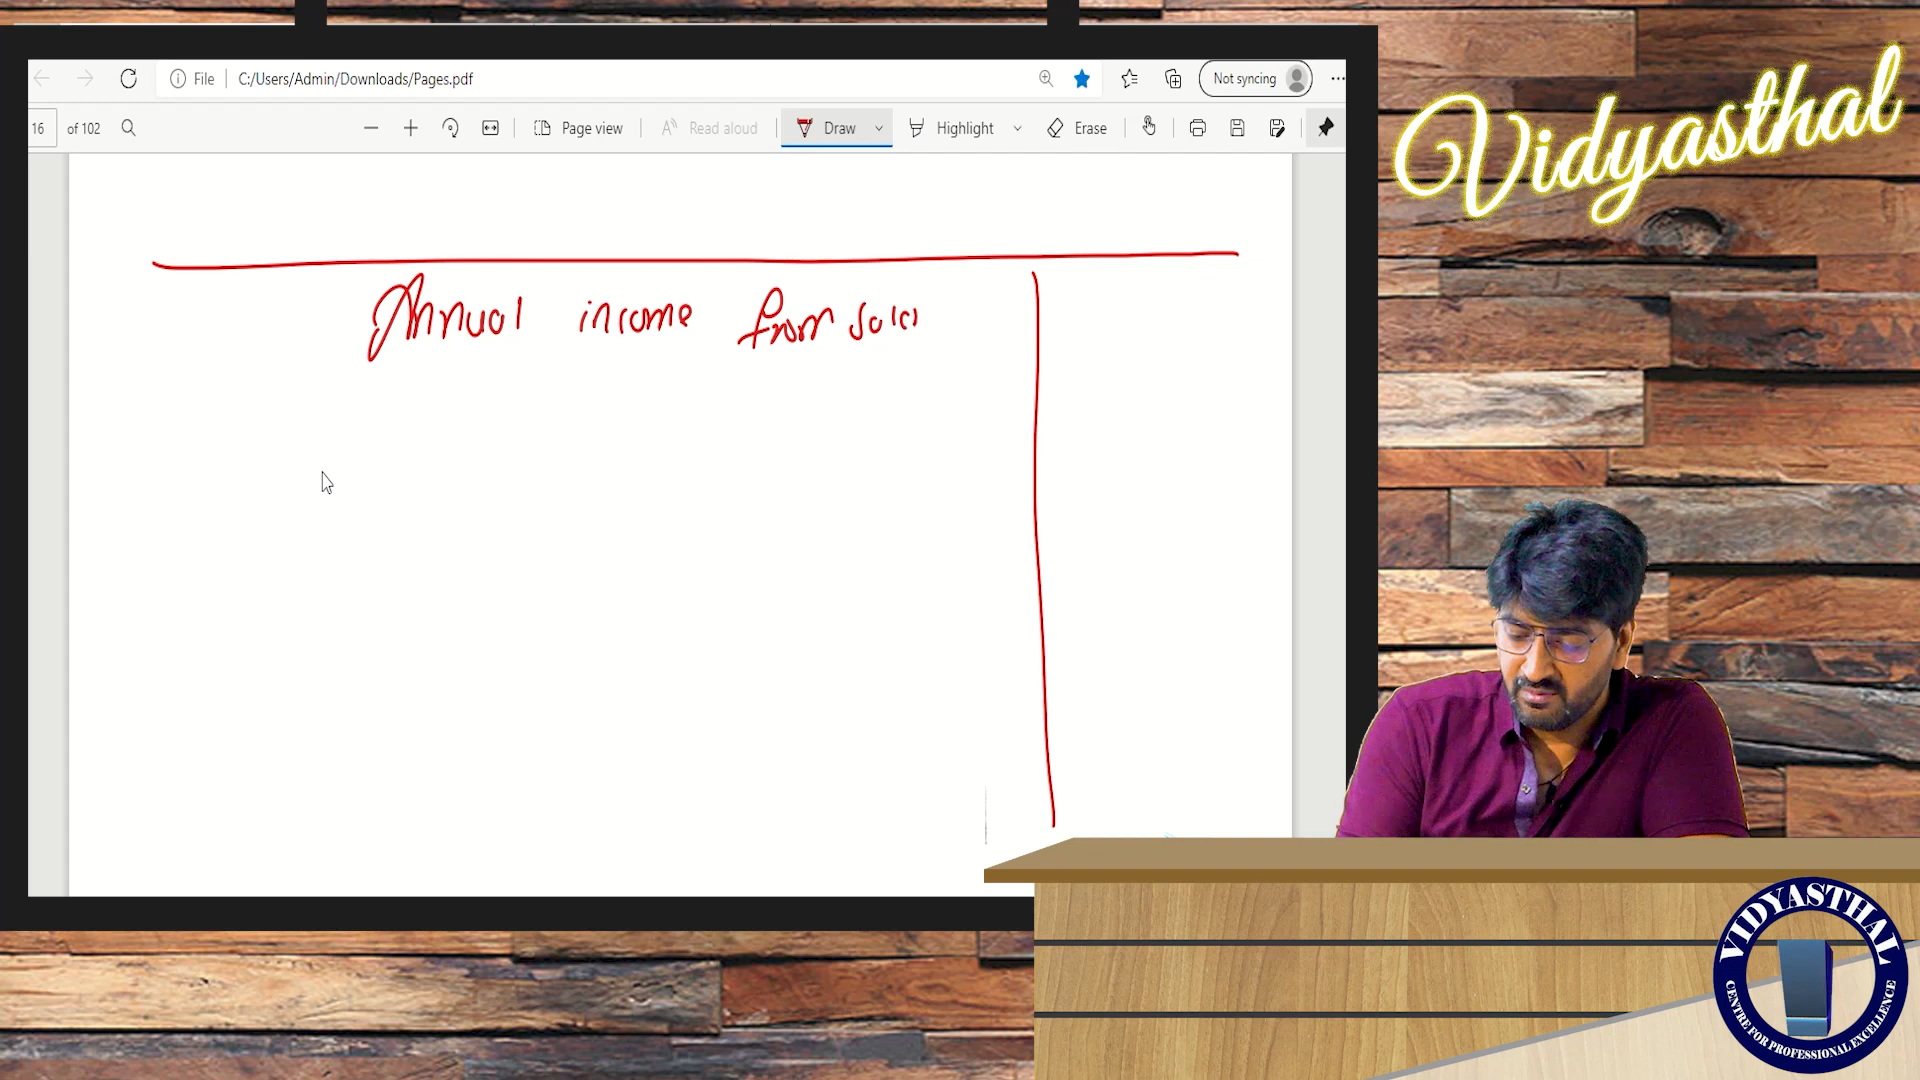 Vidyasthal
File C:/Users/Admin/Downloads/Pages.pdf Not syncing
16 of 102 Page view Read aloud Draw Highlight Erase
Annual income from sales
VIDYASTHAL
CENTRE FOR PROFESSIONAL EXCELLENCE